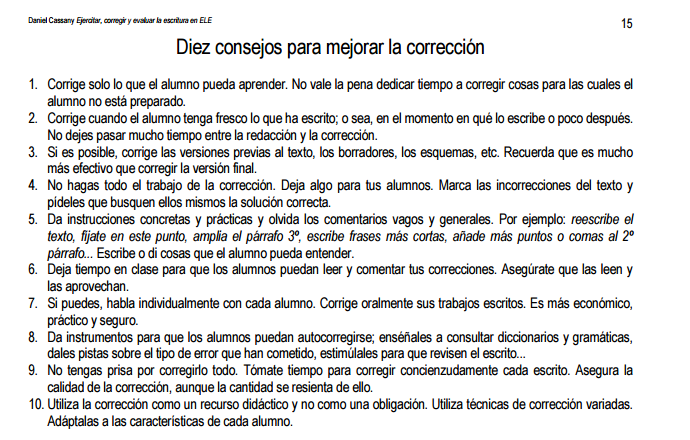 Daniel Cassany Ejercitar, corregir y evaluar la escritura en ELE
15
Diez consejos para mejorar la corrección
1. Corrige solo lo que el alumno pueda aprender. No vale la pena dedicar tiempo a corregir cosas para las cuales el
alumno no está preparado.
2. Corrige cuando el alumno tenga fresco lo que ha escrito; o sea, en el momento en qué lo escribe o poco después.
No dejes pasar mucho tiempo entre la redacción y la corrección.
3. Si es posible, corrige las versiones previas al texto, los borradores, los esquemas, etc. Recuerda que es mucho
más efectivo que corregir la versión final.
4. No hagas todo el trabajo de la corrección. Deja algo para tus alumnos. Marca las incorrecciones del texto y
pídeles que busquen ellos mismos la solución correcta.
5. Da instrucciones concretas y prácticas y olvida los comentarios vagos y generales. Por ejemplo: reescribe el
texto, fíjate en este punto, amplia el párrafo 3º, escribe frases más cortas, añade más puntos o comas al 2º
párrafo... Escribe o di cosas que el alumno pueda entender.
6. Deja tiempo en clase para que los alumnos puedan leer y comentar tus correcciones. Asegúrate que las leen y
las aprovechan.
7. Si puedes, habla individualmente con cada alumno. Corrige oralmente sus trabajos escritos. Es más económico,
práctico y seguro.
8. Da instrumentos para que los alumnos puedan autocorregirse; enséñales a consultar diccionarios y gramáticas,
dales pistas sobre el tipo de error que han cometido, estimúlales para que revisen el escrito...
9. No tengas prisa por corregirlo todo. Tómate tiempo para corregir concienzudamente cada escrito. Asegura la
calidad de la corrección, aunque la cantidad se resienta de ello.
10. Utiliza la corrección como un recurso didáctico y no como una obligación. Utiliza técnicas de corrección variadas.
Adáptalas a las características de cada alumno.